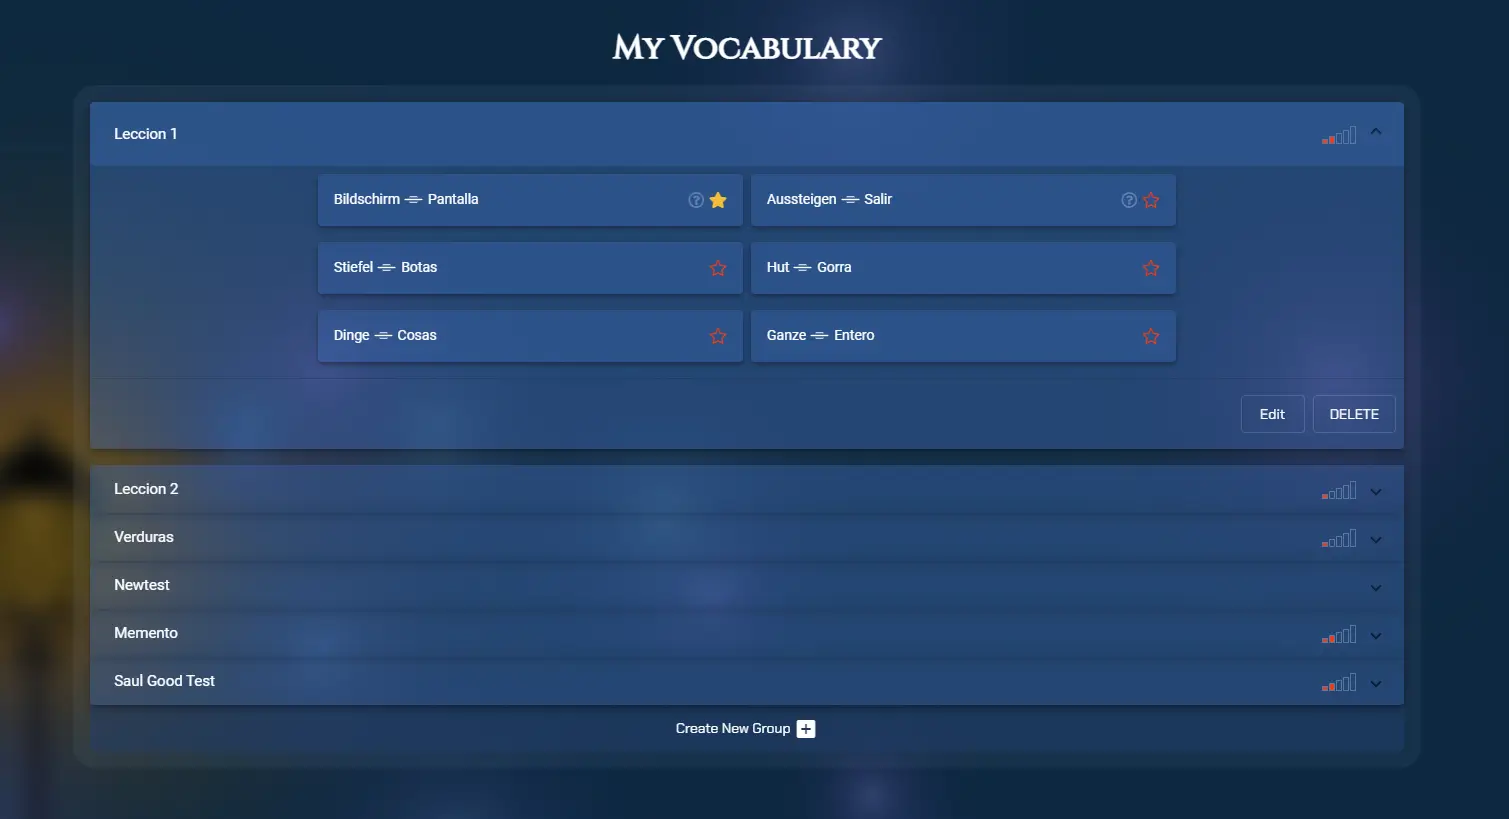 My Vocabulary
Leccion 1
Bildschirm Pantalla
Aussteigen Salir
Stiefel Botas
Hut Gorra
Dinge Cosas
Ganze Entero
Edit DELETE
Leccion 2
Verduras
Newtest
Memento
Saul Good Test
Create New Group